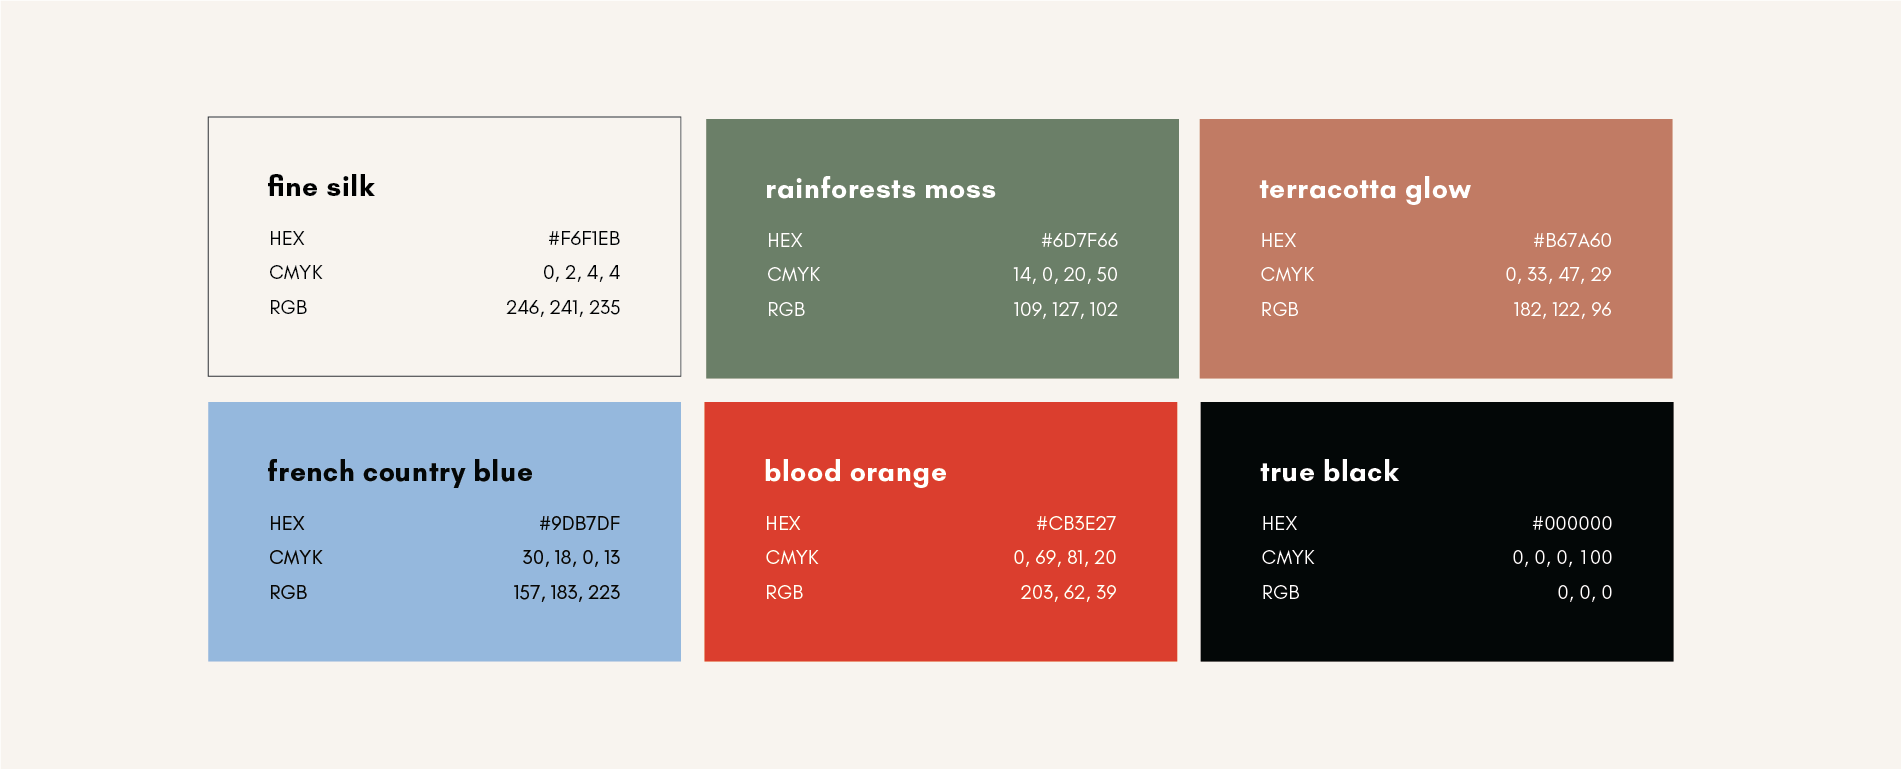 fine silk
HEX #F6F1EB
CMYK 0, 2, 4, 4
RGB 246, 241, 235
rainforests moss
HEX #6D7F66
CMYK 14, 0, 20, 50
RGB 109, 127, 102
terracotta glow
HEX #B67A60
CMYK 0, 33, 47, 29
RGB 182, 122, 96
french country blue
HEX #9DB7DF
CMYK 30, 18, 0, 13
RGB 157, 183, 223
blood orange
HEX #CB3E27
CMYK 0, 69, 81, 20
RGB 203, 62, 39
true black
HEX #000000
CMYK 0, 0, 0, 100
RGB 0, 0, 0